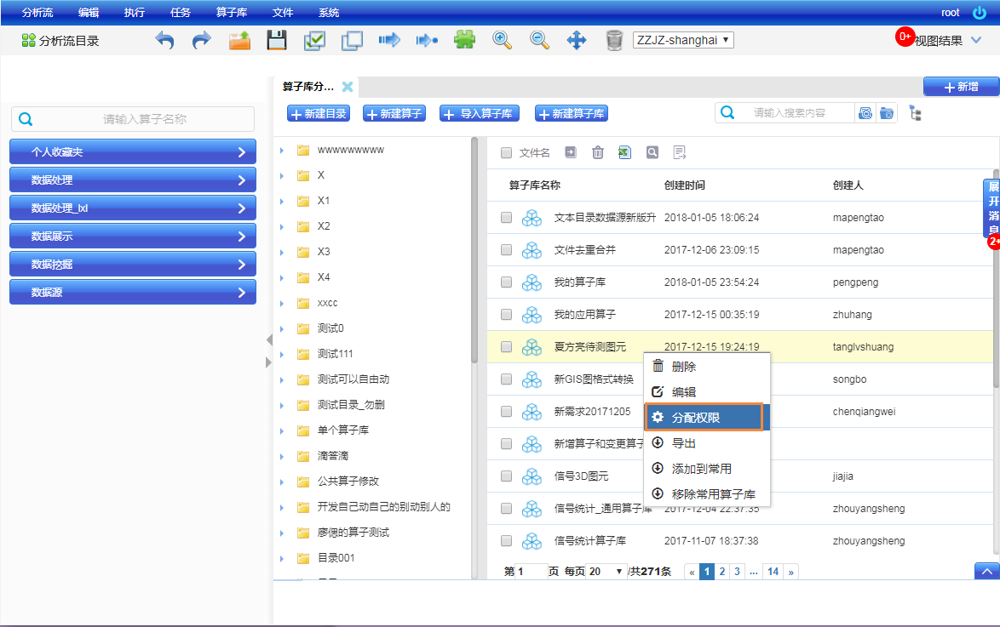 分析流 编辑 执行 任务 算子库 文件 系统 root
分析流目录 ZZJZ-shanghai 0+ 视图结果
算子库分... 新增
请输入算子名称
新建目录 新建算子 导入算子库 新建算子库 请输入搜索内容
个人收藏夹
数据处理
数据处理_lxl
数据展示
数据挖掘
数据源
wwwwwwwww
X
X1
X2
X3
X4
xxcc
测试0
测试111
测试可以自由动
测试目录_勿删
单个算子库
滴答滴
公共算子修改
开发自己动自己的别动别人的
廖偲的算子测试
目录001
文件名
算子库名称 创建时间 创建人
文本目录数据源新版升 2018-01-05 18:06:24 mapengtao
文件去重合并 2017-12-06 23:09:15 mapengtao
我的算子库 2018-01-05 23:54:24 pengpeng
我的应用算子 2017-12-15 00:35:19 zhuhang
夏方亮待测图元 2017-12-15 19:24:19 tanglvshuang
新GIS图格式转换 songbo
新需求20171205 chenqiangwei
新增算子和变更算子
信号3D图元 jiajia
信号统计_通用算子库 2017-12-04 22:37:35 zhouyangsheng
信号统计算子库 2017-11-07 18:37:38 zhouyangsheng
删除
编辑
分配权限
导出
添加到常用
移除常用算子库
第 1 页 每页 20 /共271条 « 1 2 3 ... 14 »
展
开
消
息
2+